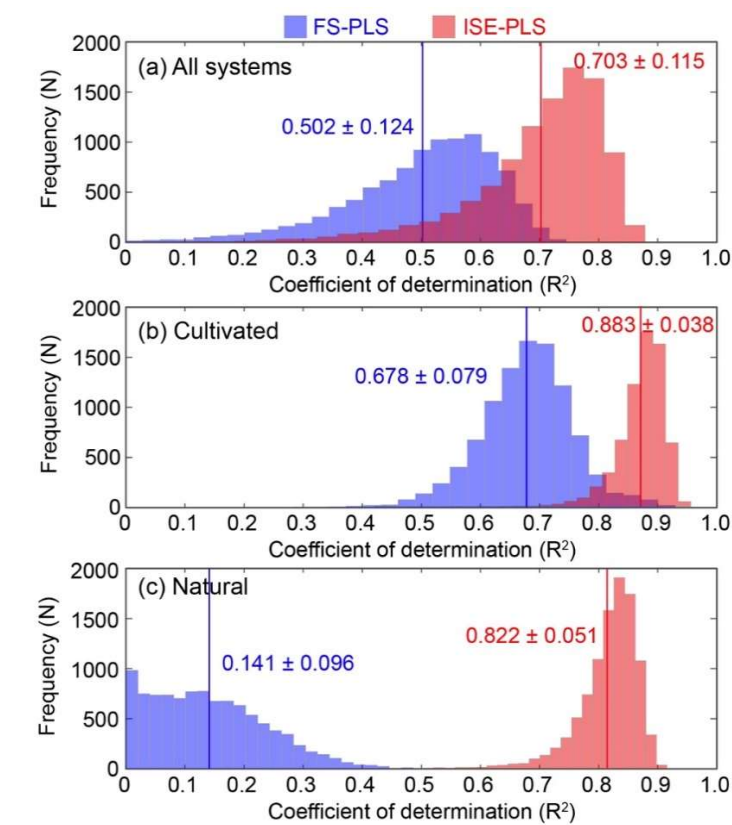 FS-PLS ISE-PLS
(a) All systems
0.703 ± 0.115
0.502 ± 0.124
Frequency (N)
2000
1500
1000
500
0
0 0.1 0.2 0.3 0.4 0.5 0.6 0.7 0.8 0.9 1.0
Coefficient of determination (R²)
(b) Cultivated
0.883 ± 0.038
0.678 ± 0.079
Frequency (N)
2000
1500
1000
500
0
0 0.1 0.2 0.3 0.4 0.5 0.6 0.7 0.8 0.9 1.0
Coefficient of determination (R²)
(c) Natural
0.822 ± 0.051
0.141 ± 0.096
Frequency (N)
2000
1500
1000
500
0
0 0.1 0.2 0.3 0.4 0.5 0.6 0.7 0.8 0.9 1.0
Coefficient of determination (R²)